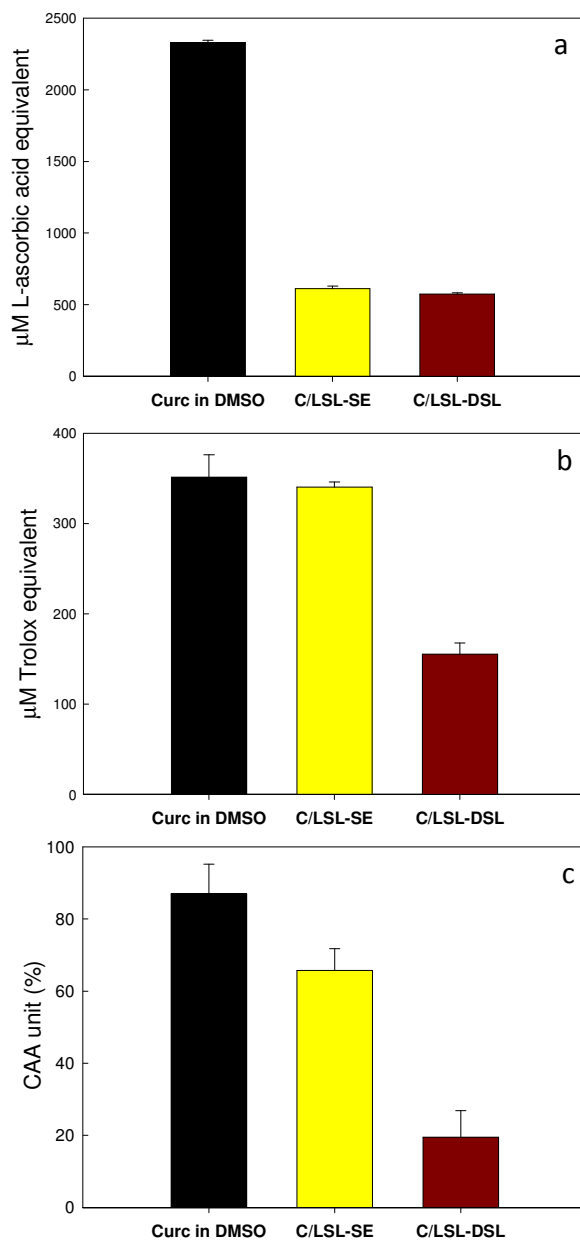 a
2500
2000
1500
1000
500
0
μM L-ascorbic acid equivalent
Curc in DMSO C/LSL-SE C/LSL-DSL
b
400
300
200
100
0
μM Trolox equivalent
Curc in DMSO C/LSL-SE C/LSL-DSL
c
100
80
60
40
20
0
CAA unit (%)
Curc in DMSO C/LSL-SE C/LSL-DSL